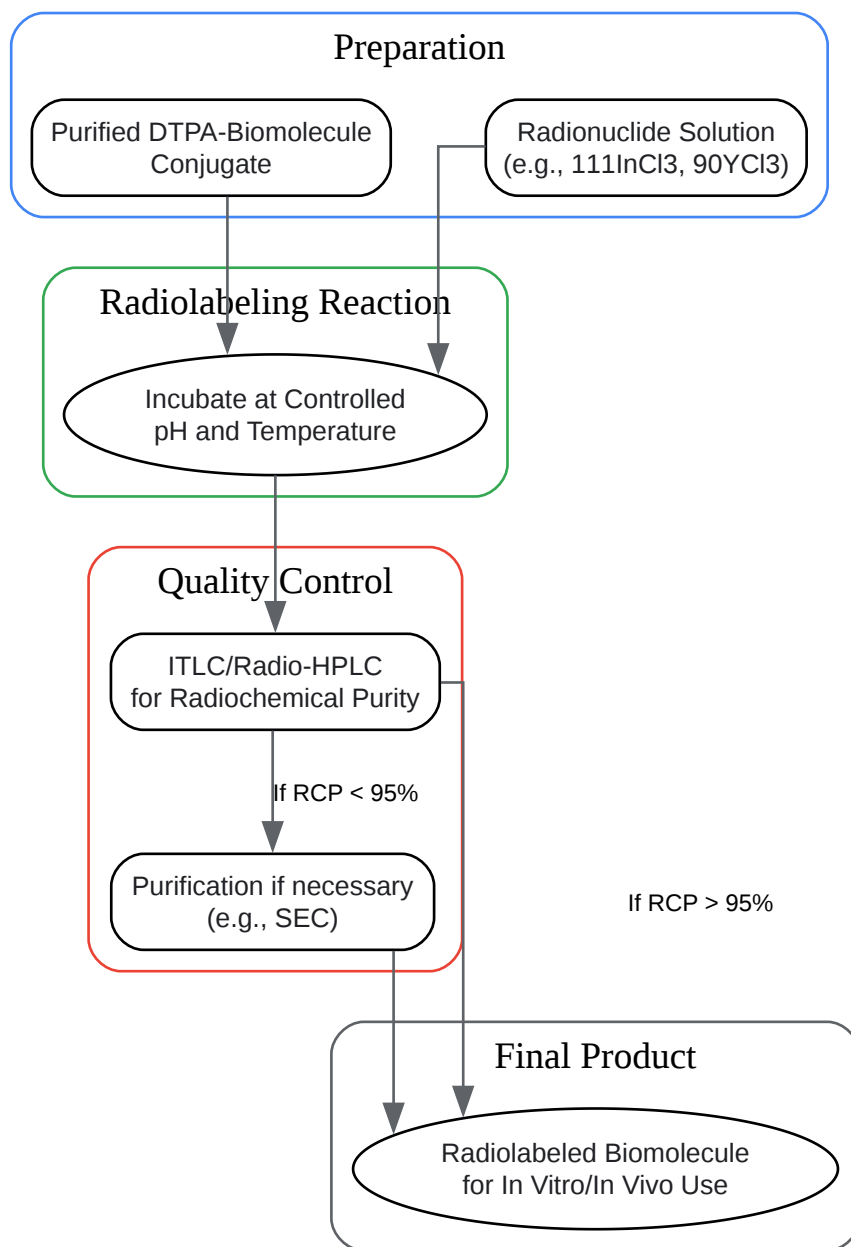 Preparation
Purified DTPA-Biomolecule
Conjugate
Radionuclide Solution
(e.g., 111InCl3, 90YCl3)
Radiolabeling Reaction
Incubate at Controlled
pH and Temperature
Quality Control
ITLC/Radio-HPLC
for Radiochemical Purity
If RCP < 95%
Purification if necessary
(e.g., SEC)
If RCP > 95%
Final Product
Radiolabeled Biomolecule
for In Vitro/In Vivo Use